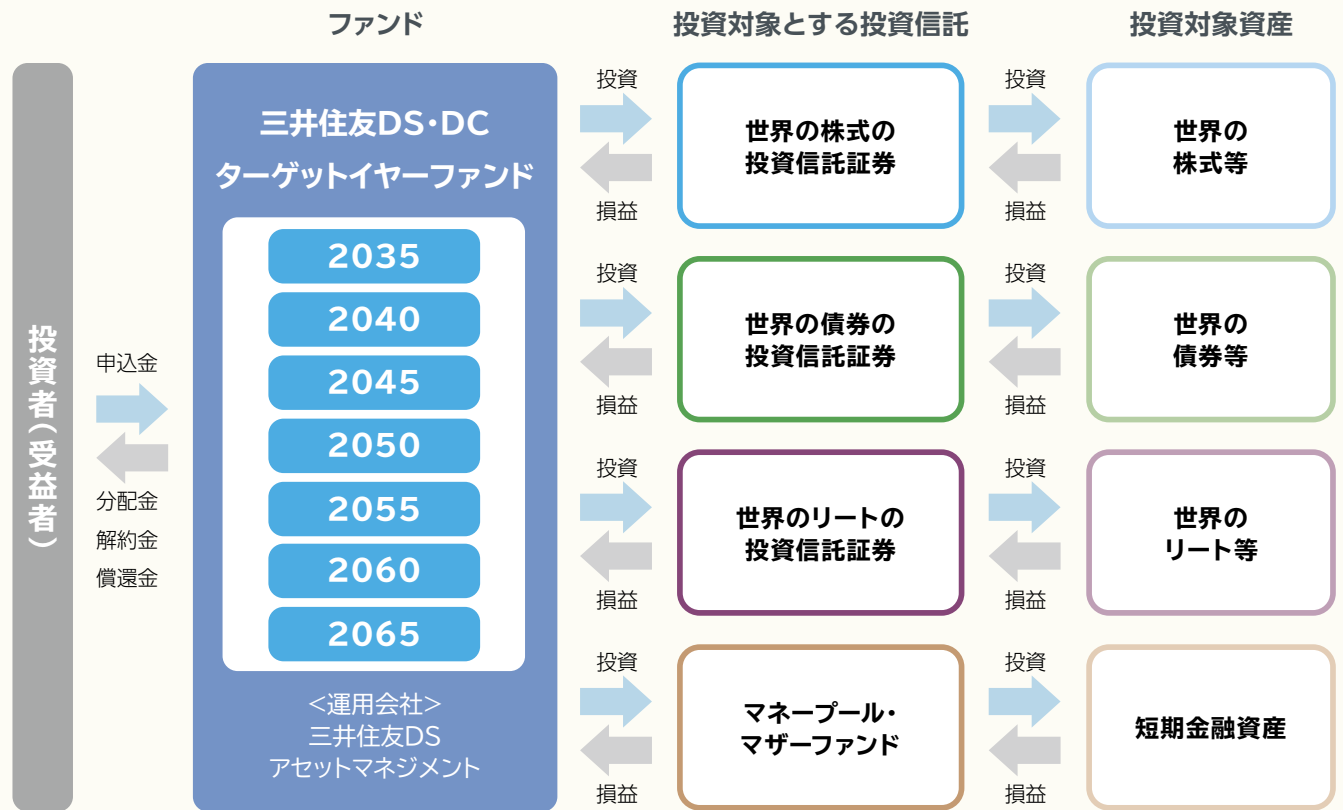 ファンド
投資対象とする投資信託
投資対象資産
投資者(受益者)
申込金
分配金
解約金
償還金
三井住友DS・DC
ターゲットイヤーファンド
2035
2040
2045
2050
2055
2060
2065
<運用会社>
三井住友DS
アセットマネジメント
投資
損益
世界の株式の
投資信託証券
投資
損益
世界の
株式等
投資
損益
世界の債券の
投資信託証券
投資
損益
世界の
債券等
投資
損益
世界のリートの
投資信託証券
投資
損益
世界の
リート等
投資
損益
マネープール・
マザーファンド
投資
損益
短期金融資産